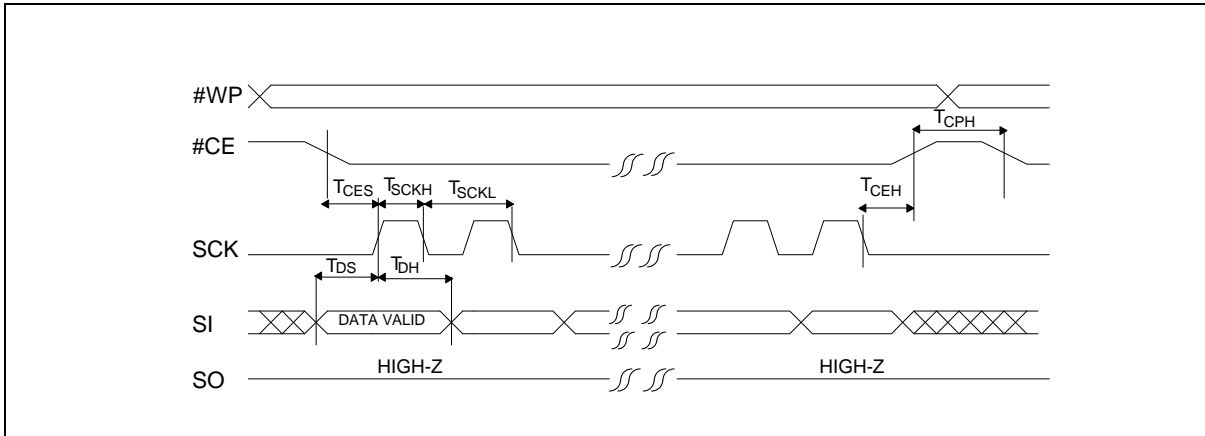 #WP
TCPH
#CE
TCES TSCKH TSCKL TCEH
SCK
TDS TDH
SI DATA VALID
HIGH-Z HIGH-Z
SO